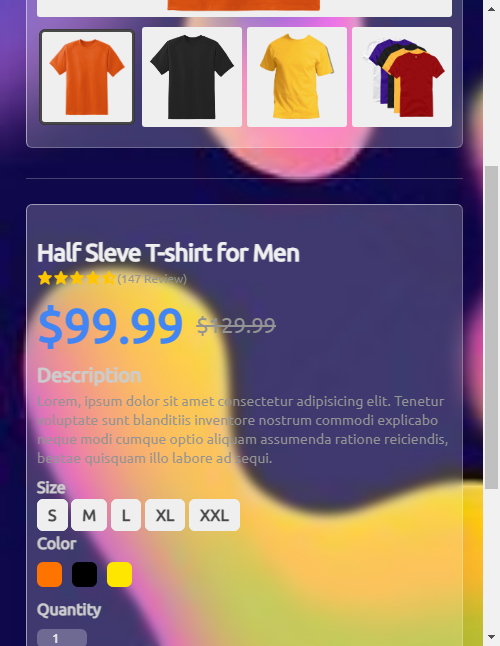 Half Sleve T-shirt for Men
(147 Review)
$99.99 $129.99
Description
Lorem, ipsum dolor sit amet consectetur adipisicing elit. Tenetur
voluptate sunt blanditiis inventore nostrum commodi explicabo
neque modi cumque optio aliquam assumenda ratione reiciendis,
beatae quisquam illo labore ad sequi.
Size
S M L XL XXL
Color
Quantity
1